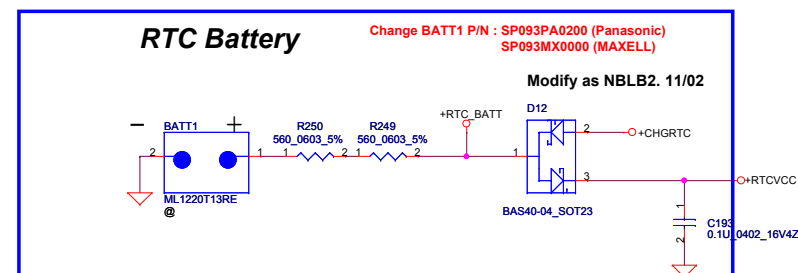 RTC Battery
Change BATT1 P/N : SP093PA0200 (Panasonic)
SP093MX0000 (MAXELL)
Modify as NBLB2. 11/02
-
BATT1
+
R250
560_0603_5%
R249
560_0603_5%
+RTC_BATT
D12
2
1
1
2
1
2
1
2
+CHGRTC
3
+RTCVCC
ML1220T13RE
@
BAS40-04_SOT23
1
C193
0.1U_0402_16V4Z
2